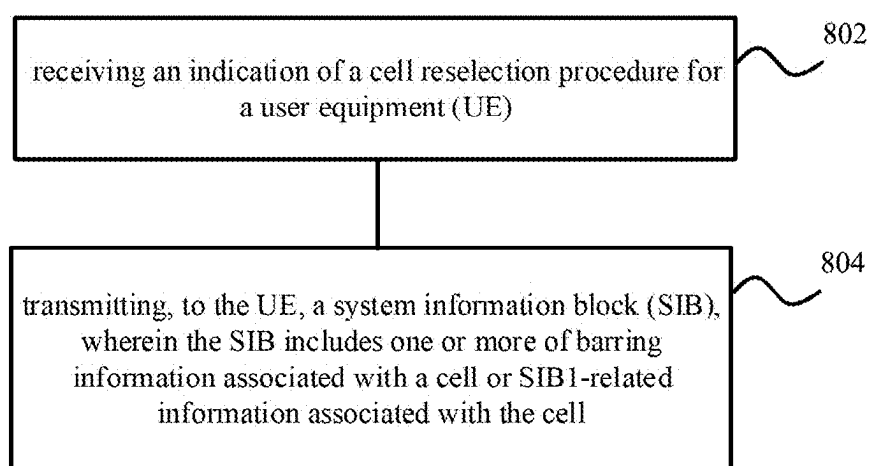 802
receiving an indication of a cell reselection procedure for
a user equipment (UE)
804
transmitting, to the UE, a system information block (SIB),
wherein the SIB includes one or more of barring
information associated with a cell or SIB1-related
information associated with the cell